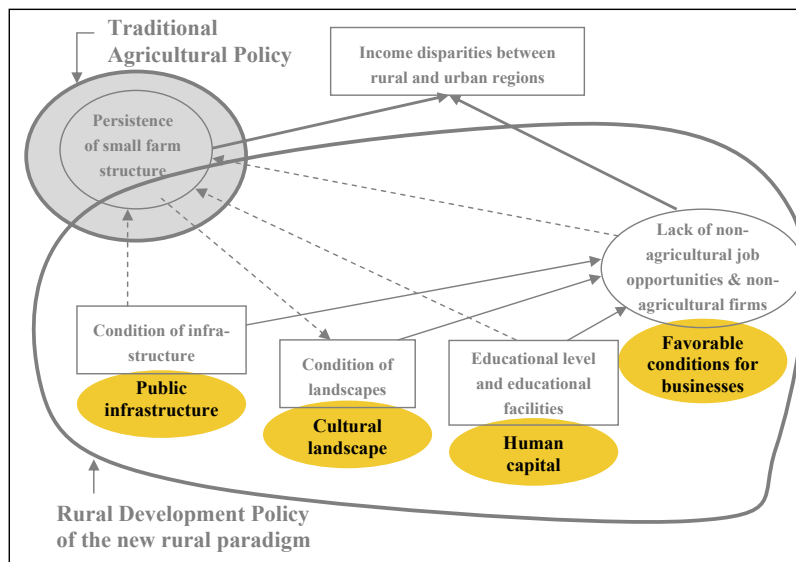 Traditional
Agricultural Policy
Income disparities between
rural and urban regions
Persistence
of small farm
structure
Lack of non-
agricultural job
opportunities & non-
agricultural firms
Condition of infra-
structure
Condition of
landscapes
Educational level
and educational
facilities
Favorable
conditions for
businesses
Public
infrastructure
Cultural
landscape
Human
capital
Rural Development Policy
of the new rural paradigm